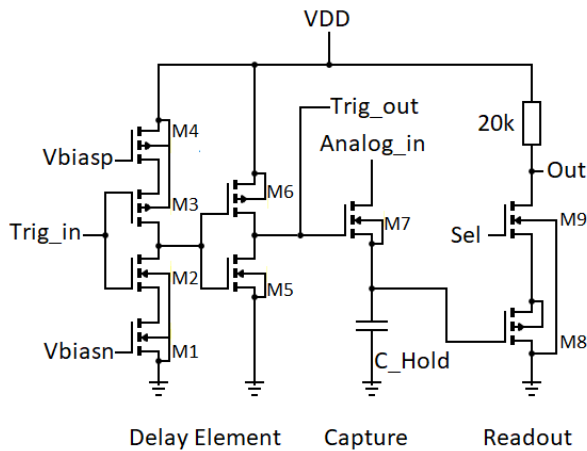 VDD
Trig_out
M4
20k
Analog_in
Vbiasp
Out
M6
M3
M7
M9
Trig_in
Sel
M2
M5
Vbiasn
M1
C_Hold
M8
Delay Element
Capture
Readout